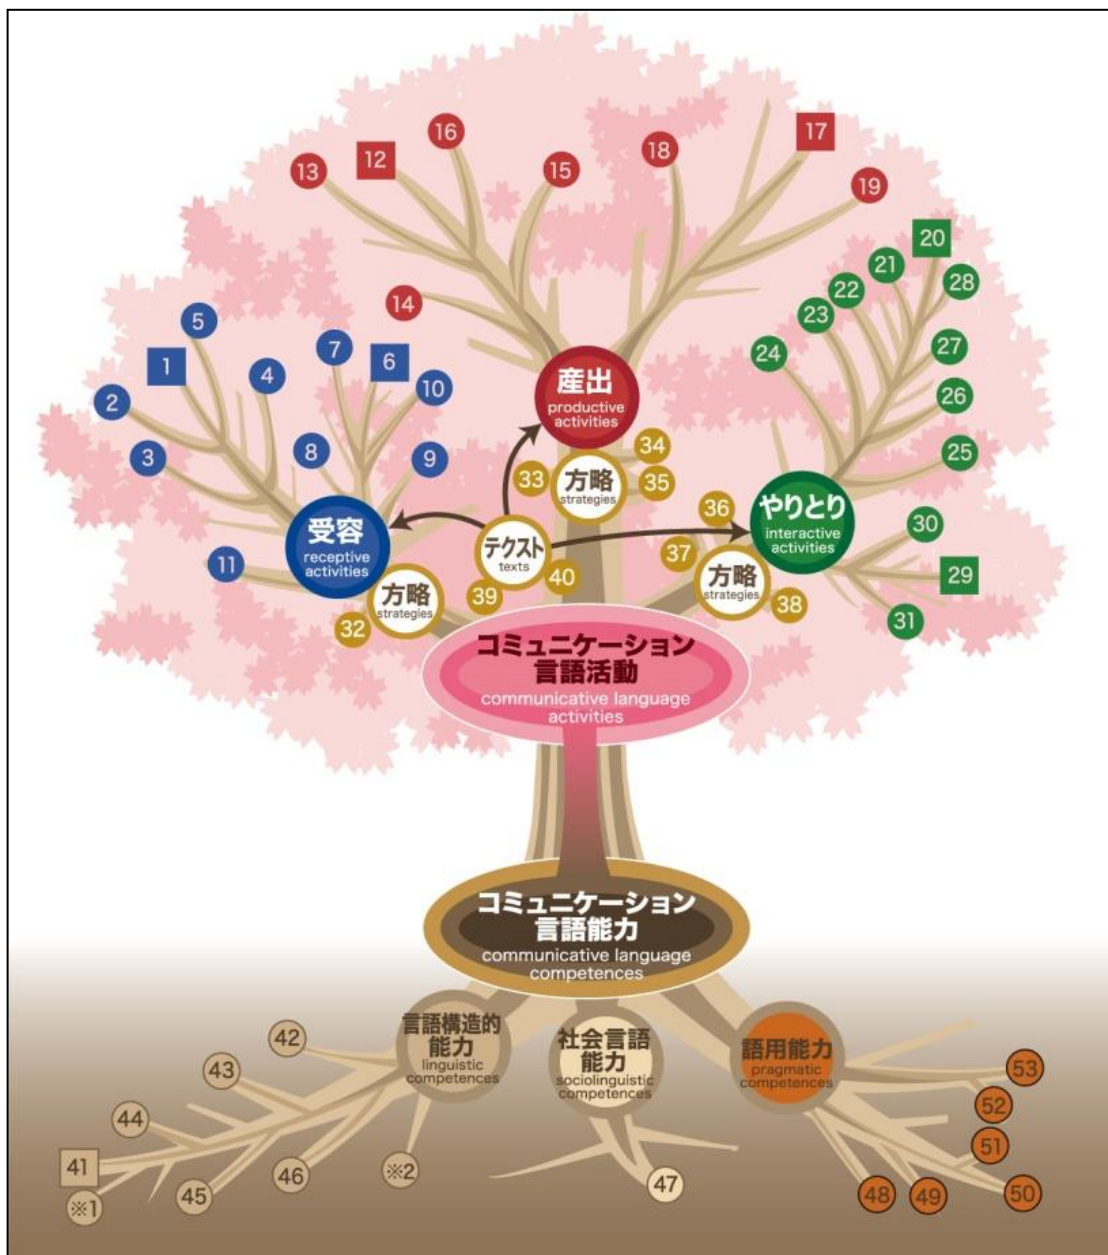 16
17
12
18
13
15
19
20
21
28
22
14
23
5
7
6
27
1
24
4
10
産出
productive
activities
26
2
34
8
9
3
33
方略
strategies
35
25
36
やりとり
interactive
activities
受容
receptive
activities
テクスト
texts
30
37
11
39
40
方略
strategies
29
方略
strategies
38
32
31
コミュニケーション
言語活動
communicative language
activities
コミュニケーション
言語能力
communicative language
competences
42
言語構造的
能力
linguistic
competences
社会言語
能力
sociolinguistic
competences
語用能力
pragmatic
competences
43
53
52
44
51
41
※2
46
47
45
48
49
50
※1